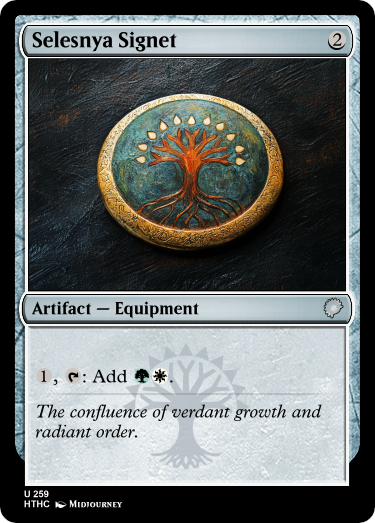 Selesnya Signet 2
Artifact — Equipment
1, : Add .
The confluence of verdant growth and
radiant order.
U 259
HTHC Midjourney